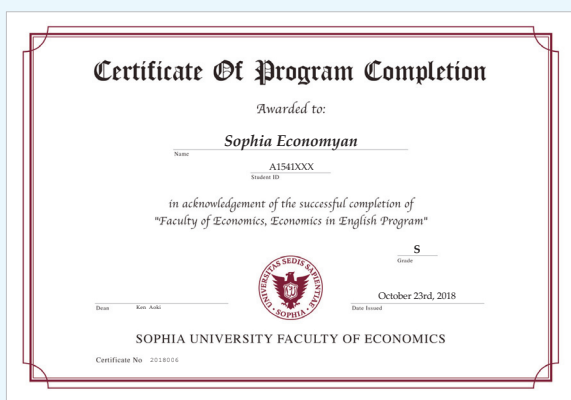 Certificate Of Program Completion
Awarded to:
Sophia Economyan
Name
A1541XXX
Student ID
in acknowledgement of the successful completion of
"Faculty of Economics, Economics in English Program"
S
Grade
UNIVERSITAS SEDIS SAPIENTIAE
SOPHIA
October 23rd, 2018
Dean Ken Aoki
Date Issued
SOPHIA UNIVERSITY FACULTY OF ECONOMICS
Certificate No 2018006